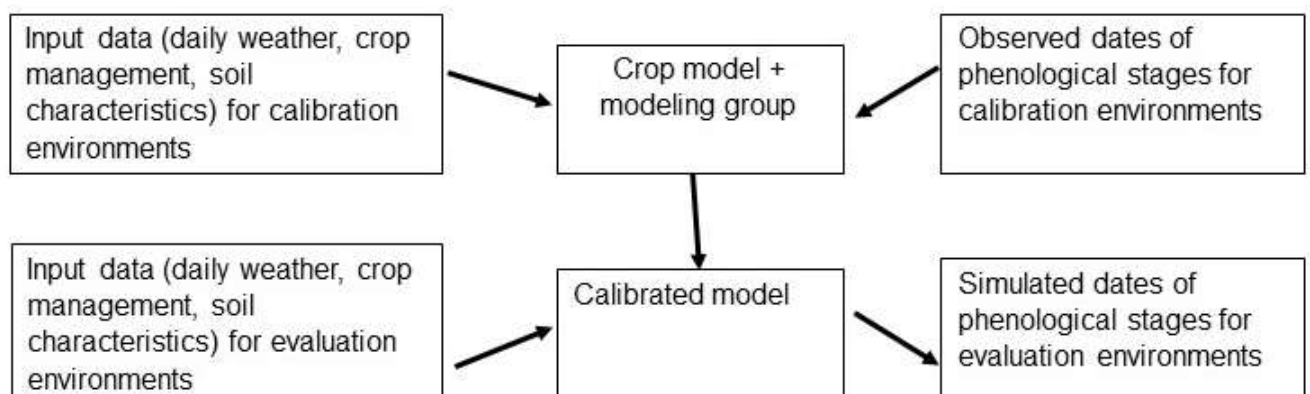 Input data (daily weather, crop
management, soil
characteristics) for calibration
environments
Crop model +
modeling group
Observed dates of
phenological stages for
calibration environments
Input data (daily weather, crop
management, soil
characteristics) for evaluation
environments
Calibrated model
Simulated dates of
phenological stages for
evaluation environments